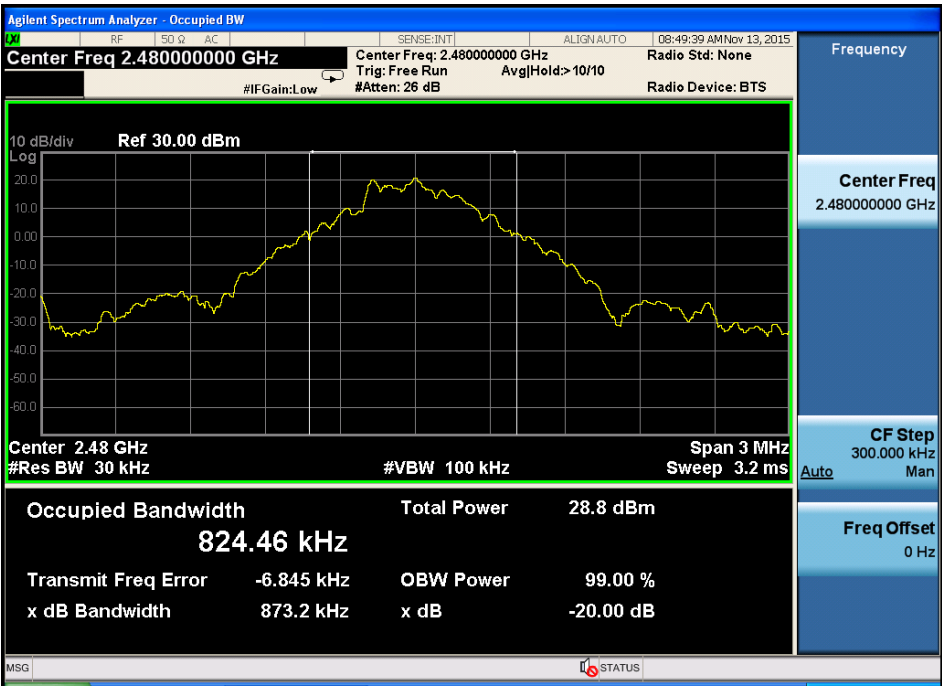 Agilent Spectrum Analyzer - Occupied BW
LXI RF 50 Ω AC SENSE:INT ALIGN AUTO 08:49:39 AM Nov 13, 2015
Center Freq 2.480000000 GHz
Center Freq: 2.480000000 GHz Radio Std: None
Trig: Free Run Avg|Hold:> 10/10
#IFGain:Low #Atten: 26 dB Radio Device: BTS
10 dB/div Ref 30.00 dBm
Log
20.0
10.0
0.00
-10.0
-20.0
-30.0
-40.0
-50.0
-60.0
Center 2.48 GHz Span 3 MHz
#Res BW 30 kHz #VBW 100 kHz Sweep 3.2 ms
Occupied Bandwidth Total Power 28.8 dBm
824.46 kHz
Transmit Freq Error -6.845 kHz OBW Power 99.00 %
x dB Bandwidth 873.2 kHz x dB -20.00 dB
MSG STATUS
Frequency
Center Freq
2.480000000 GHz
CF Step
300.000 kHz
Auto Man
Freq Offset
0 Hz